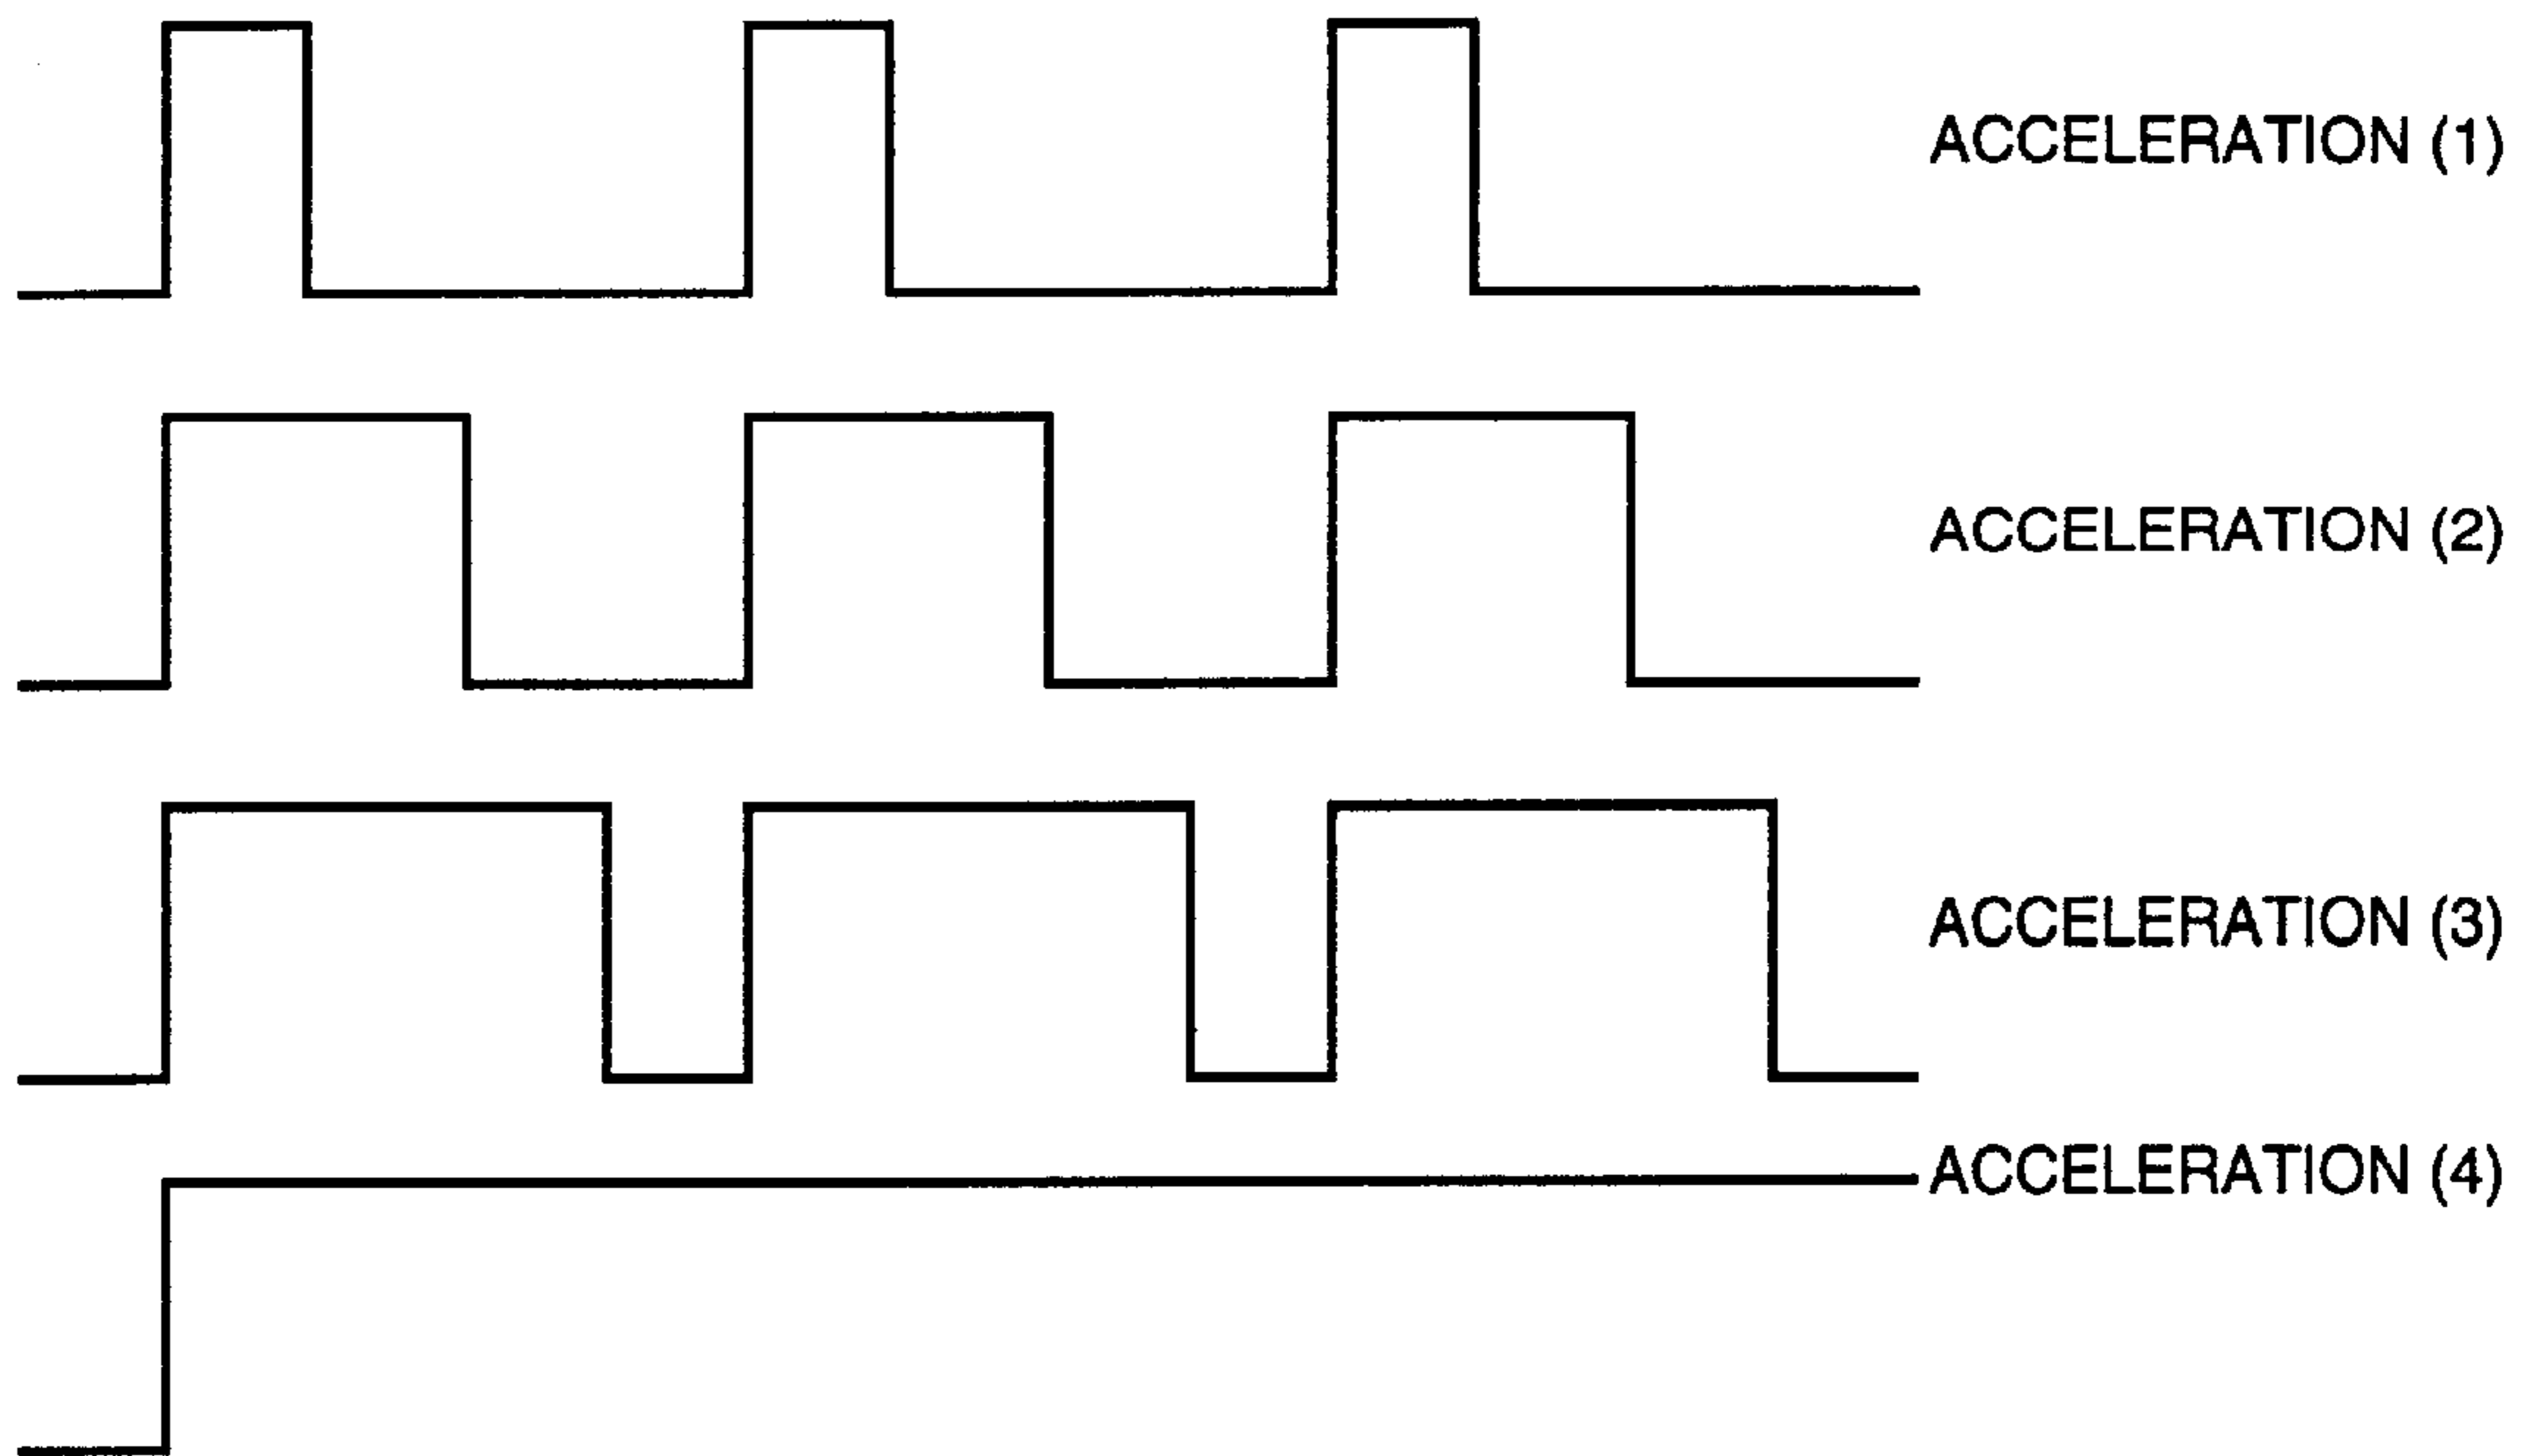 ACCELERATION (1)
ACCELERATION (2)
ACCELERATION (3)
ACCELERATION (4)